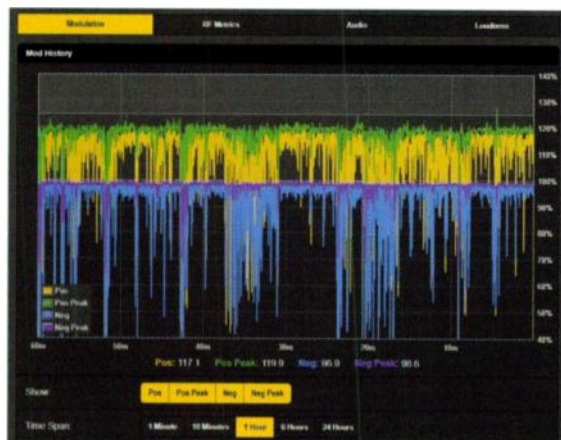 Modulation RF Metrics Audio Loudness
Mod History
140%
130%
120%
110%
100%
90%
80%
70%
60%
50%
40%
Pos
Pos Peak
Neg
Neg Peak
60m 50m 40m 30m 20m 10m
Pos: 117.1 Pos Peak: 119.9 Neg: 96.9 Neg Peak: 98.6
Show: Pos Pos Peak Neg Neg Peak
Time Span: 1 Minute 10 Minutes 1 Hour 6 Hours 24 Hours